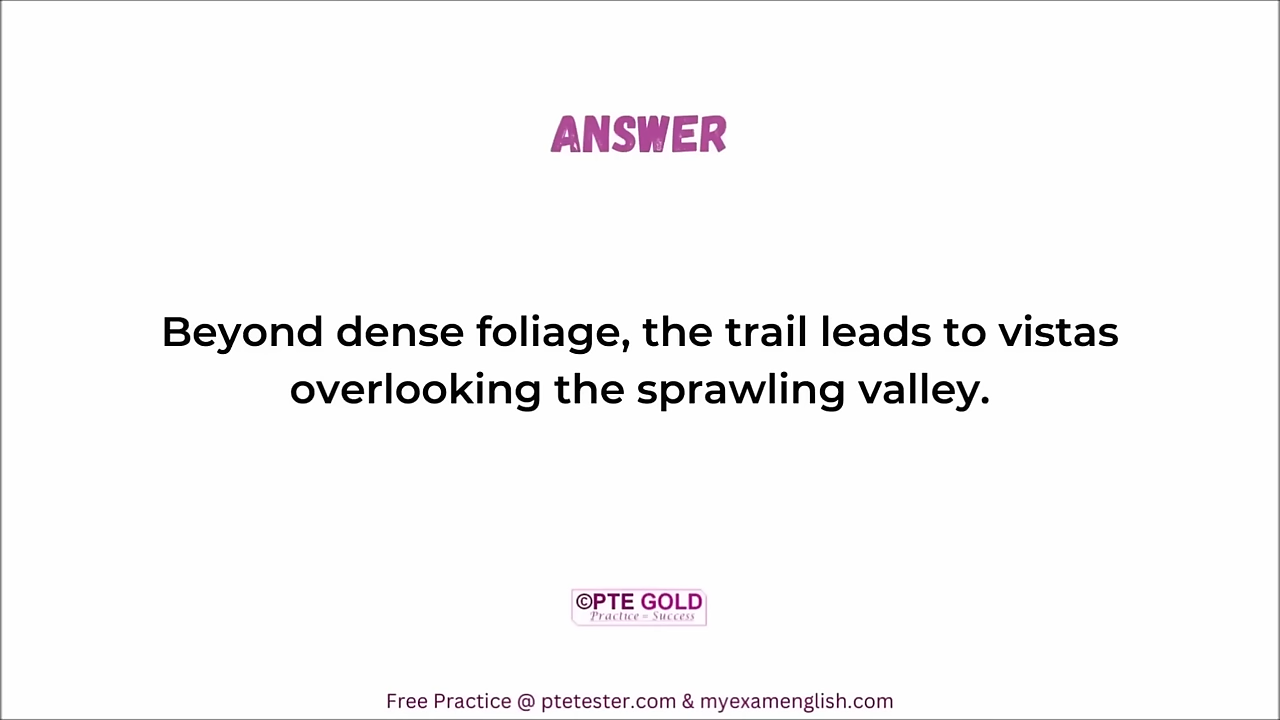 ANSWER
Beyond dense foliage, the trail leads to vistas
overlooking the sprawling valley.
©PTE GOLD
Practice = Success
Free Practice @ ptetester.com & myexamenglish.com